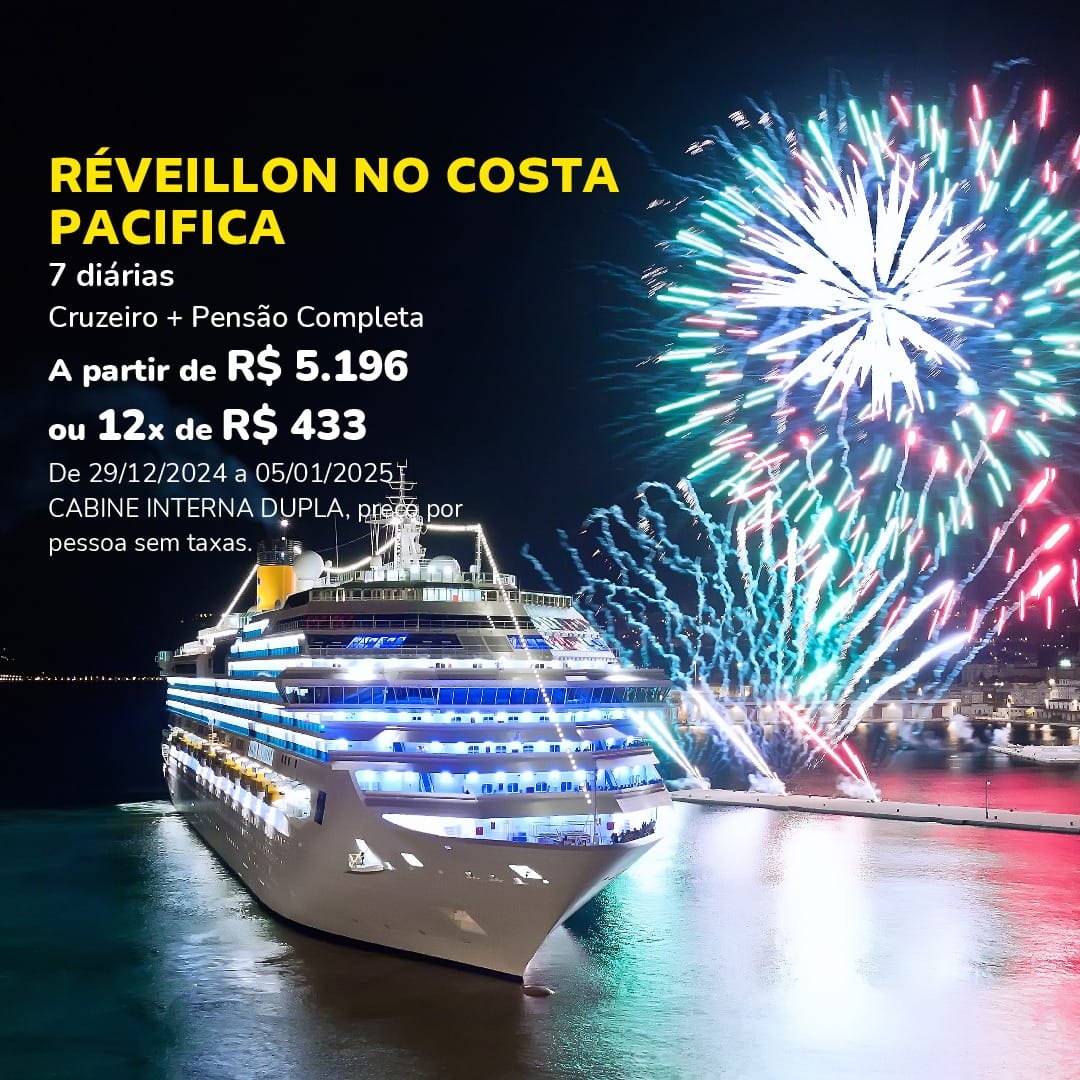 RÉVEILLON NO COSTA
PACIFICA
7 diárias
Cruzeiro + Pensão Completa
A partir de R$ 5.196
ou 12x de R$ 433
De 29/12/2024 a 05/01/2025 -
CABINE INTERNA DUPLA, preço por
pessoa sem taxas.